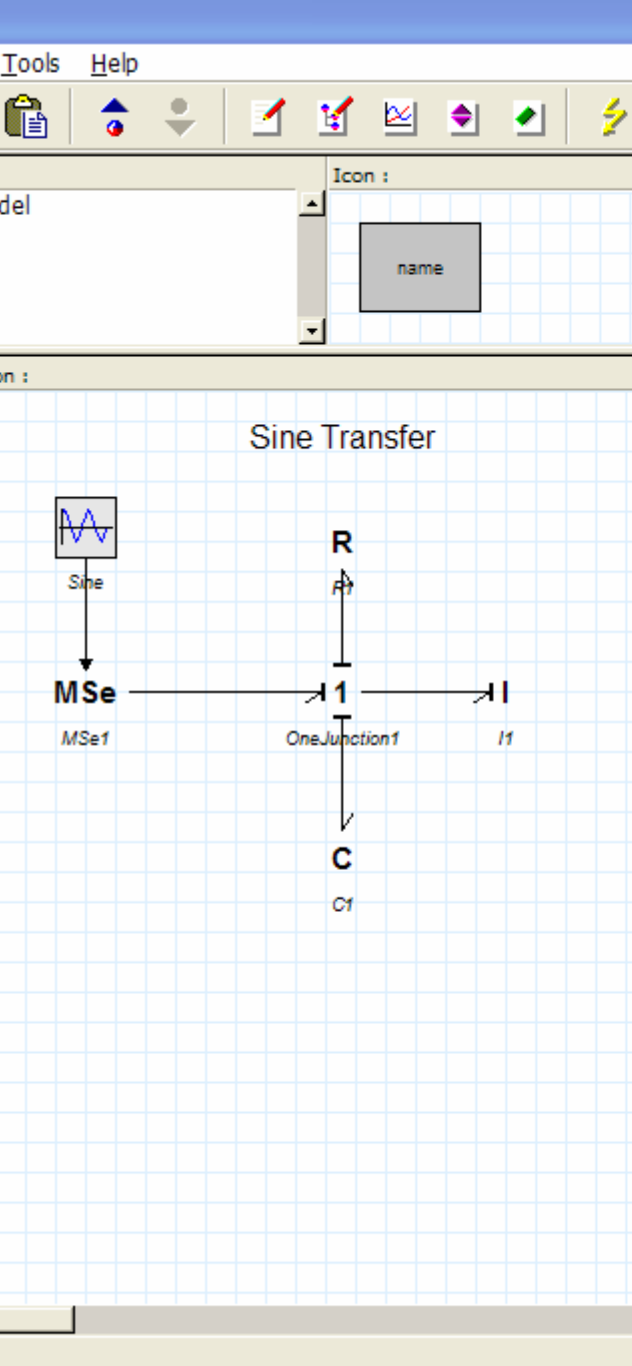 Tools Help
Icon :
del
name
on :
Sine Transfer
R
Sine
R1
MSe
1
I
MSe1
OneJunction1
I1
C
C1